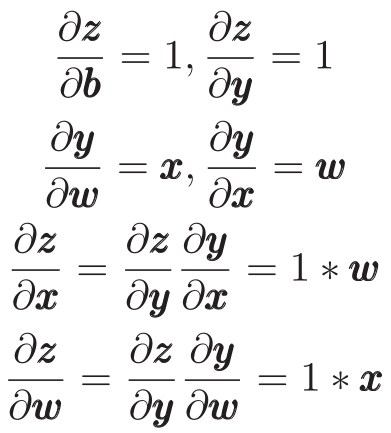 ∂z/∂b = 1, ∂z/∂y = 1
∂y/∂w = x, ∂y/∂x = w
∂z/∂x = ∂z/∂y ∂y/∂x = 1 * w
∂z/∂w = ∂z/∂y ∂y/∂w = 1 * x